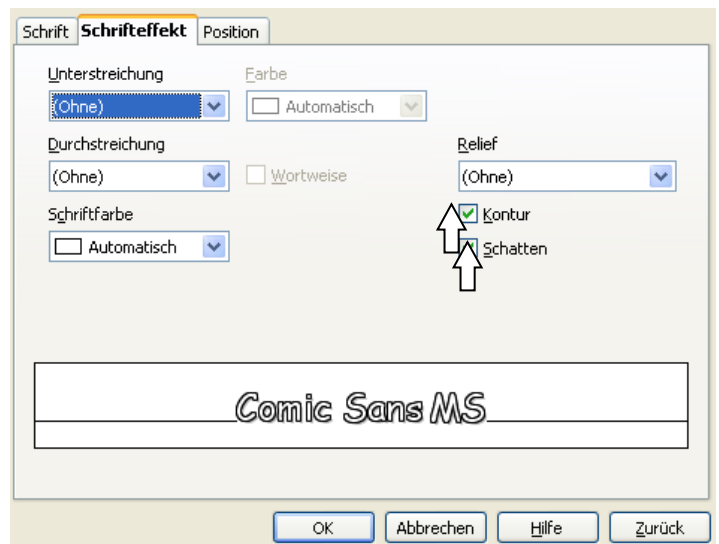 Schrift Schrifteffekt Position
Unterstreichung Farbe
(Ohne) Automatisch
Durchstreichung Relief
(Ohne) Wortweise (Ohne)
Schriftfarbe Kontur
Automatisch Schatten
Comic Sans MS
OK Abbrechen Hilfe Zurück